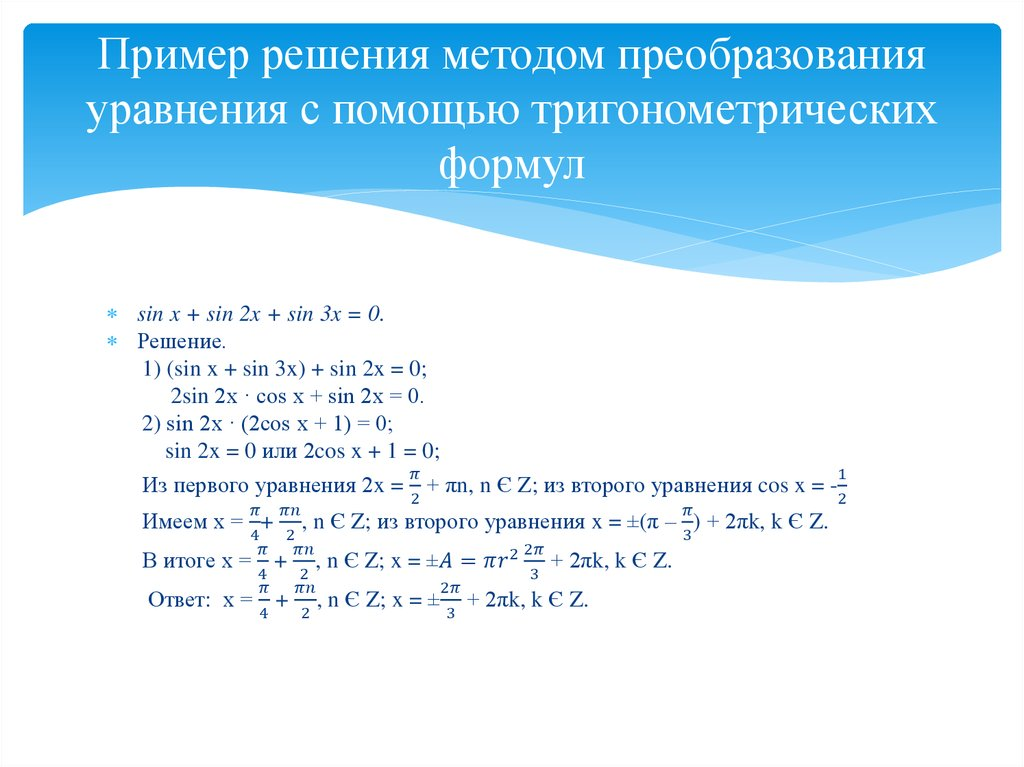 Пример решения методом преобразования
уравнения с помощью тригонометрических
формул
* sin x + sin 2x + sin 3x = 0.
* Решение.
1) (sin x + sin 3x) + sin 2x = 0;
2sin 2x · cos x + sin 2x = 0.
2) sin 2x · (2cos x + 1) = 0;
sin 2x = 0 или 2cos x + 1 = 0;
Из первого уравнения 2x = π/2 + πn, n Є Z; из второго уравнения cos x = -1/2
Имеем x = π/4 + πn/2, n Є Z; из второго уравнения x = ±(π – π/3) + 2πk, k Є Z.
В итоге x = π/4 + πn/2, n Є Z; x = ±A = πr² 2π/3 + 2πk, k Є Z.
Ответ: x = π/4 + πn/2, n Є Z; x = ±2π/3 + 2πk, k Є Z.